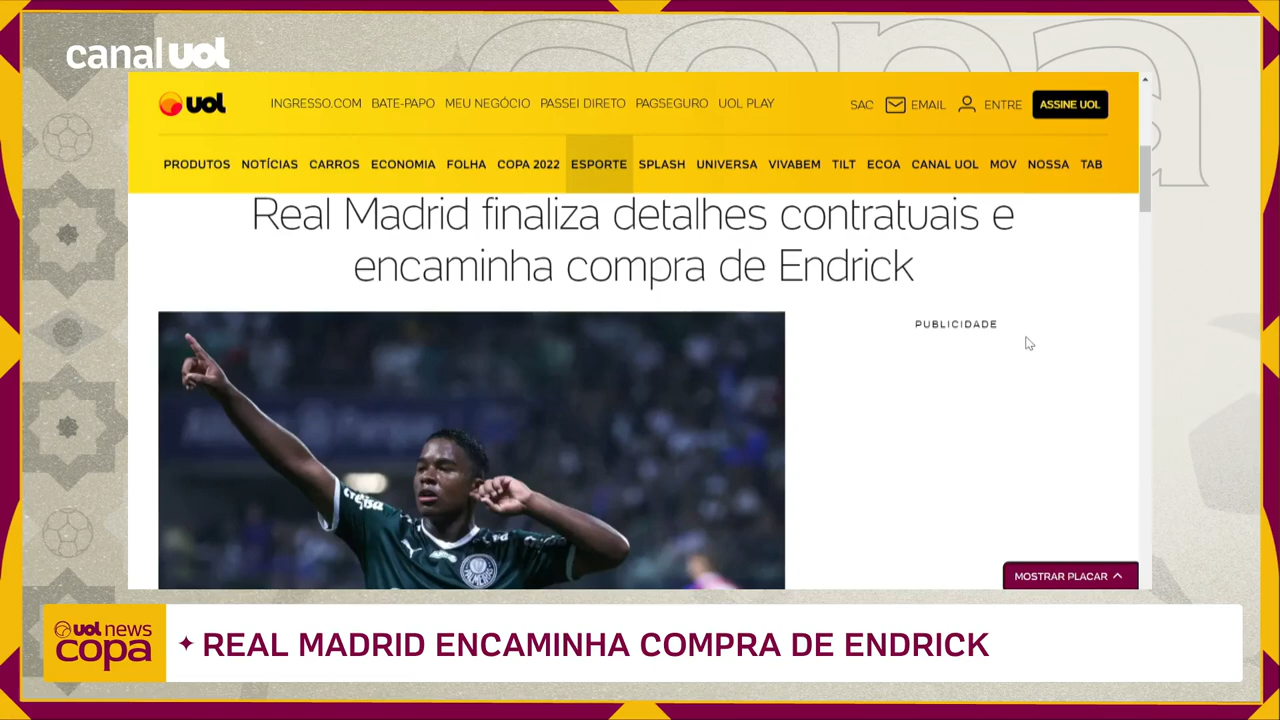 canal UOL
UOL
INGRESSO.COM BATE-PAPO MEU NEGÓCIO PASSEI DIRETO PAGSEGURO UOL PLAY
SAC EMAIL ENTRE ASSINE UOL
PRODUTOS NOTÍCIAS CARROS ECONOMIA FOLHA COPA 2022 ESPORTE SPLASH UNIVERSA VIVABEM TILT ECOA CANAL UOL MOV NOSSA TAB
Real Madrid finaliza detalhes contratuais e
encaminha compra de Endrick
PUBLICIDADE
crefisa
PALMEIRAS
MOSTRAR PLACAR
UOL news
copa
REAL MADRID ENCAMINHA COMPRA DE ENDRICK